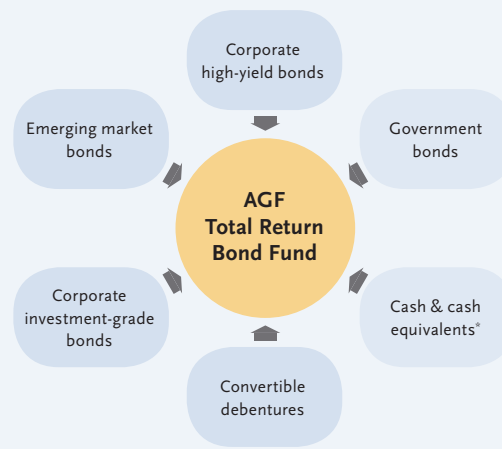 Corporate
high-yield bonds
Emerging market
bonds
Government
bonds
AGF
Total Return
Bond Fund
Corporate
investment-grade
bonds
Cash & cash
equivalents*
Convertible
debentures